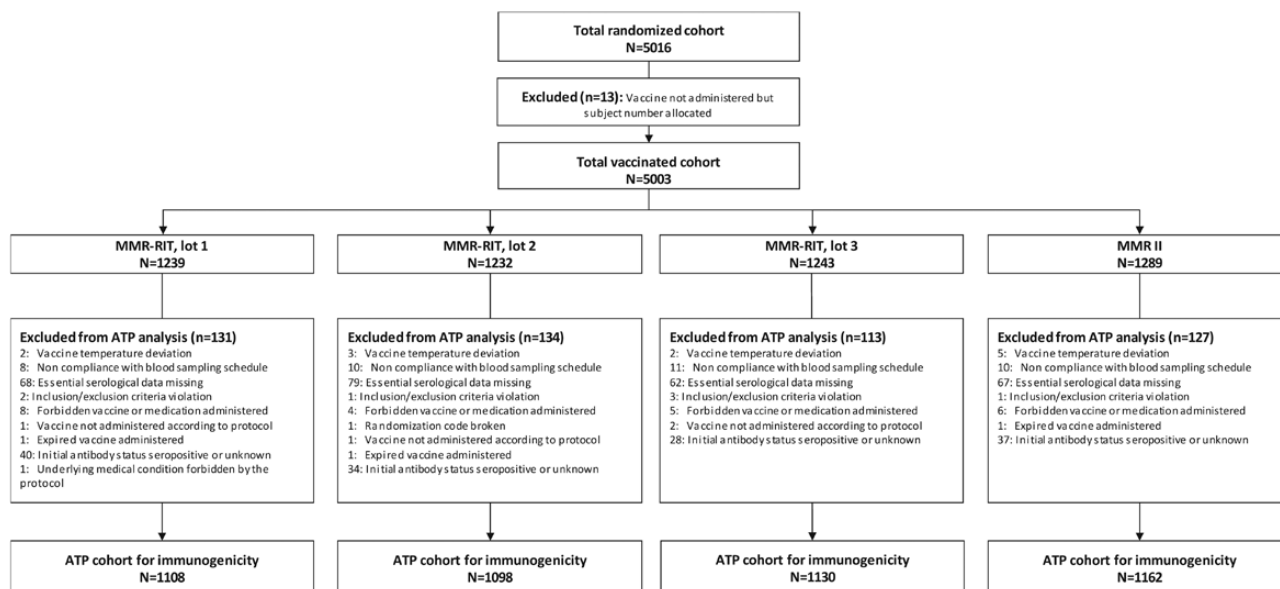 Total randomized cohort
N=5016
Excluded (n=13): Vaccine not administered but
subject number allocated
Total vaccinated cohort
N=5003
MMR-RIT, lot 1
N=1239
MMR-RIT, lot 2
N=1232
MMR-RIT, lot 3
N=1243
MMR II
N=1289
Excluded from ATP analysis (n=131)
2: Vaccine temperature deviation
8: Non compliance with blood sampling schedule
68: Essential serological data missing
2: Inclusion/exclusion criteria violation
8: Forbidden vaccine or medication administered
1: Vaccine not administered according to protocol
1: Expired vaccine administered
40: Initial antibody status seropositive or unknown
1: Underlying medical condition forbidden by the
protocol
Excluded from ATP analysis (n=134)
3: Vaccine temperature deviation
10: Non compliance with blood sampling schedule
79: Essential serological data missing
1: Inclusion/exclusion criteria violation
4: Forbidden vaccine or medication administered
1: Randomization code broken
1: Vaccine not administered according to protocol
1: Expired vaccine administered
34: Initial antibody status seropositive or unknown
Excluded from ATP analysis (n=113)
2: Vaccine temperature deviation
11: Non compliance with blood sampling schedule
62: Essential serological data missing
3: Inclusion/exclusion criteria violation
5: Forbidden vaccine or medication administered
2: Vaccine not administered according to protocol
28: Initial antibody status seropositive or unknown
Excluded from ATP analysis (n=127)
5: Vaccine temperature deviation
10: Non compliance with blood sampling schedule
67: Essential serological data missing
1: Inclusion/exclusion criteria violation
6: Forbidden vaccine or medication administered
1: Expired vaccine administered
37: Initial antibody status seropositive or unknown
ATP cohort for immunogenicity
N=1108
ATP cohort for immunogenicity
N=1098
ATP cohort for immunogenicity
N=1130
ATP cohort for immunogenicity
N=1162